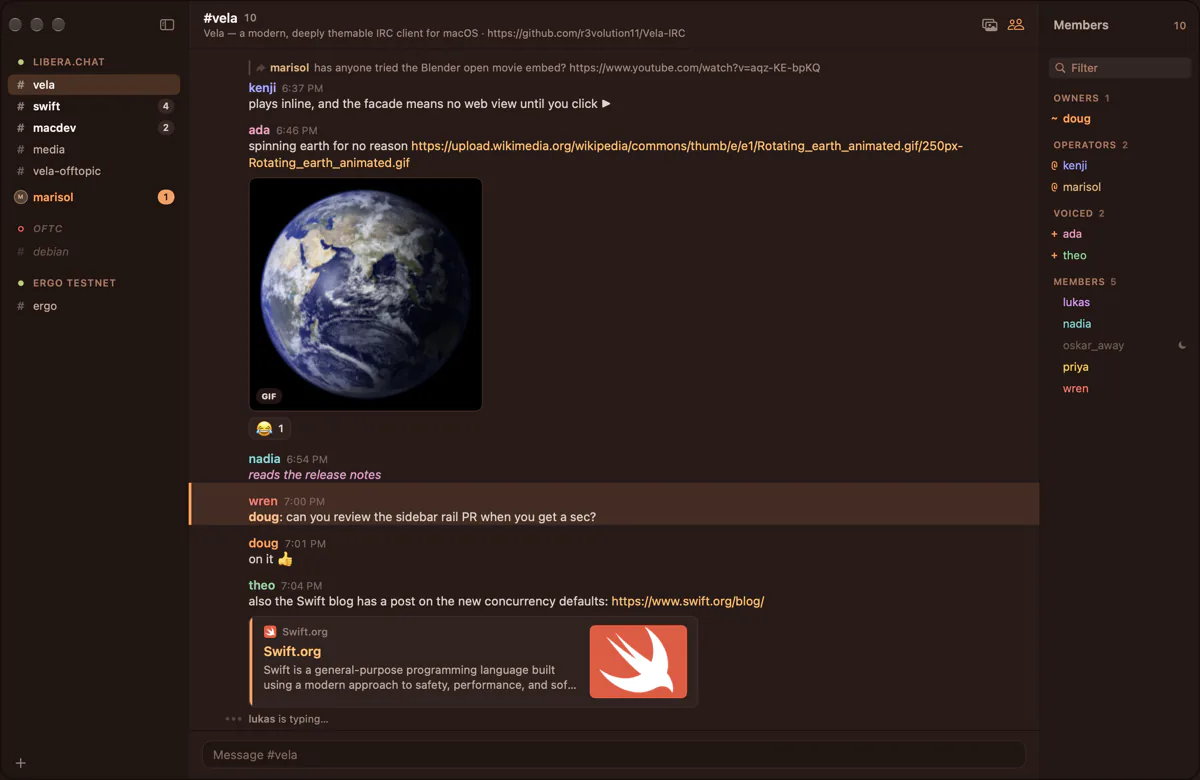 LIBERA.CHAT
# vela
# swift 4
# macdev 2
# media
# vela-offtopic
M marisol 1
OFTC
# debian
ERGO TESTNET
# ergo
+
#vela 10
Vela — a modern, deeply themable IRC client for macOS · https://github.com/r3volution11/Vela-IRC
marisol has anyone tried the Blender open movie embed? https://www.youtube.com/watch?v=aqz-KE-bpKQ
kenji 6:37 PM
plays inline, and the facade means no web view until you click ▶
ada 6:46 PM
spinning earth for no reason https://upload.wikimedia.org/wikipedia/commons/thumb/e/e1/Rotating_earth_animated.gif/250px-
Rotating_earth_animated.gif
GIF
😂 1
nadia 6:54 PM
reads the release notes
wren 7:00 PM
doug: can you review the sidebar rail PR when you get a sec?
doug 7:01 PM
on it 👍
theo 7:04 PM
also the Swift blog has a post on the new concurrency defaults: https://www.swift.org/blog/
Swift.org
Swift.org
Swift is a general-purpose programming language built
using a modern approach to safety, performance, and sof...
lukas is typing...
Message #vela
Members 10
Filter
OWNERS 1
~ doug
OPERATORS 2
@ kenji
@ marisol
VOICED 2
+ ada
+ theo
MEMBERS 5
lukas
nadia
oskar_away
priya
wren